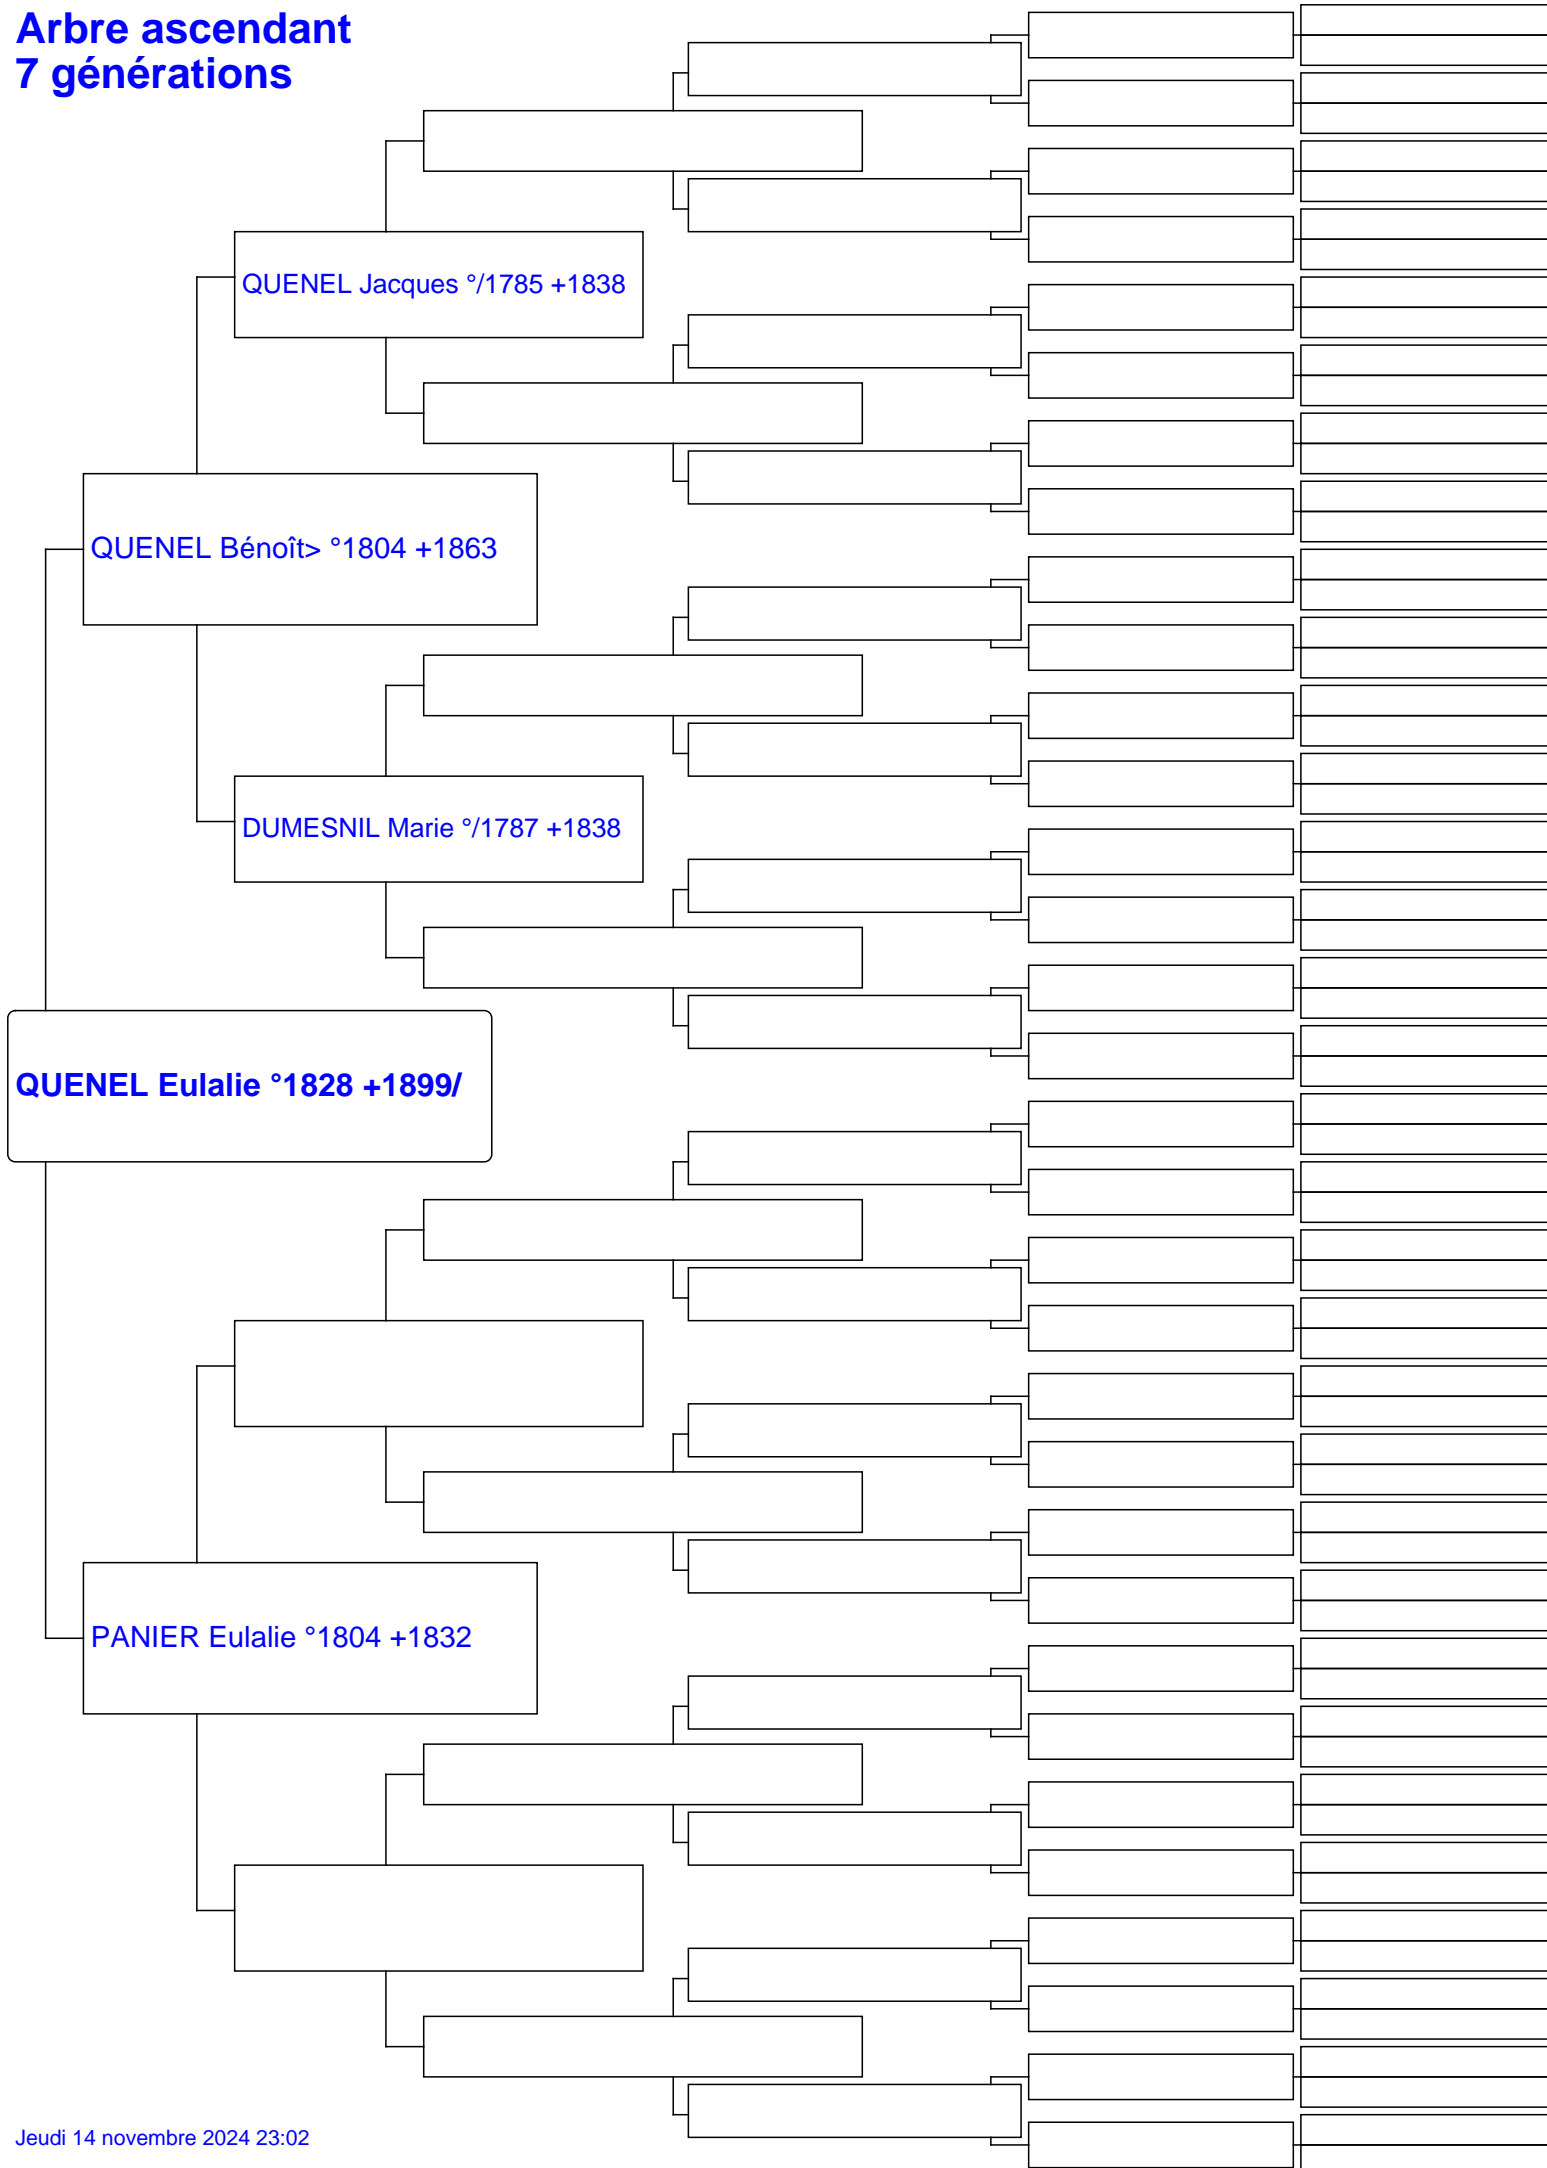 Arbre ascendant
7 générations
QUENEL Jacques °/1785 +1838
QUENEL Bénoît> °1804 +1863
DUMESNIL Marie °/1787 +1838
QUENEL Eulalie °1828 +1899/
PANIER Eulalie °1804 +1832
Jeudi 14 novembre 2024 23:02